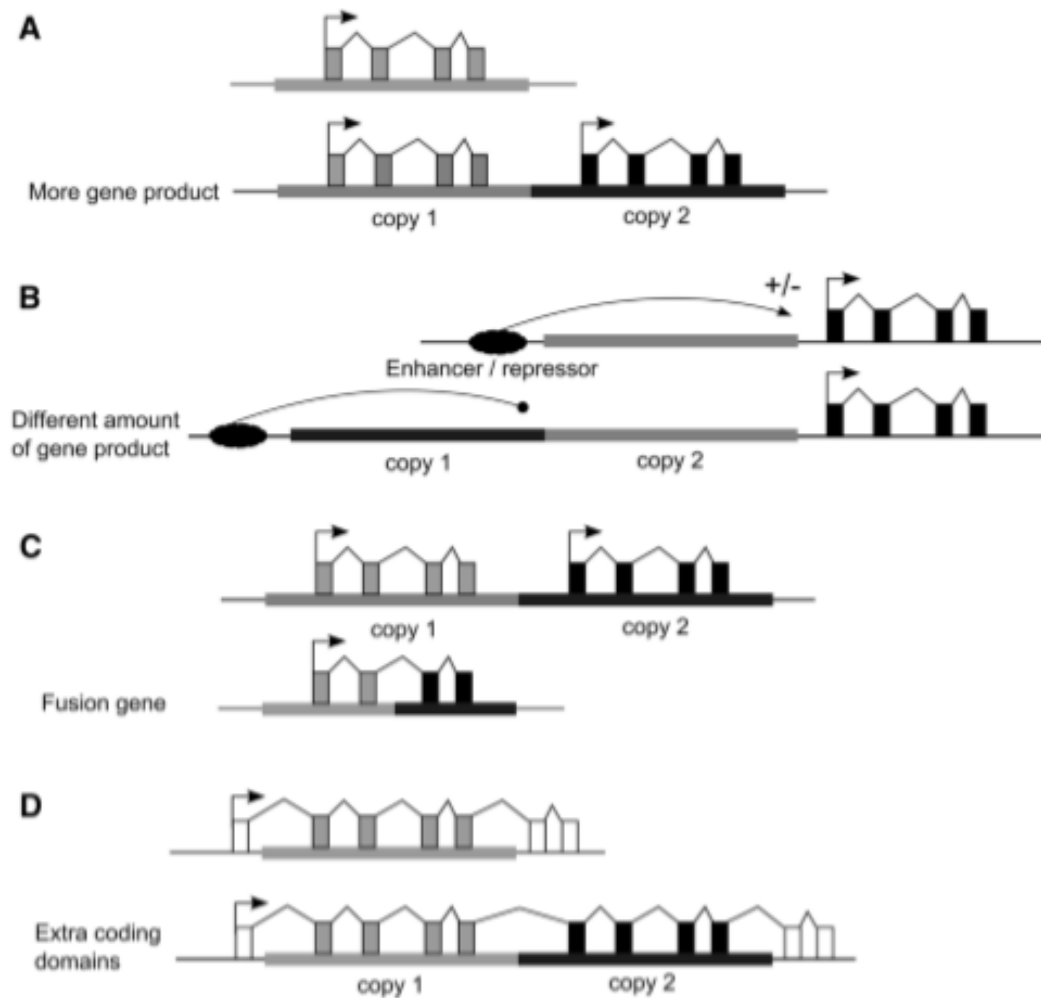 A
More gene product
copy 1
copy 2
B
+/-
Enhancer / repressor
Different amount
of gene product
copy 1
copy 2
C
copy 1
copy 2
Fusion gene
D
Extra coding
domains
copy 1
copy 2